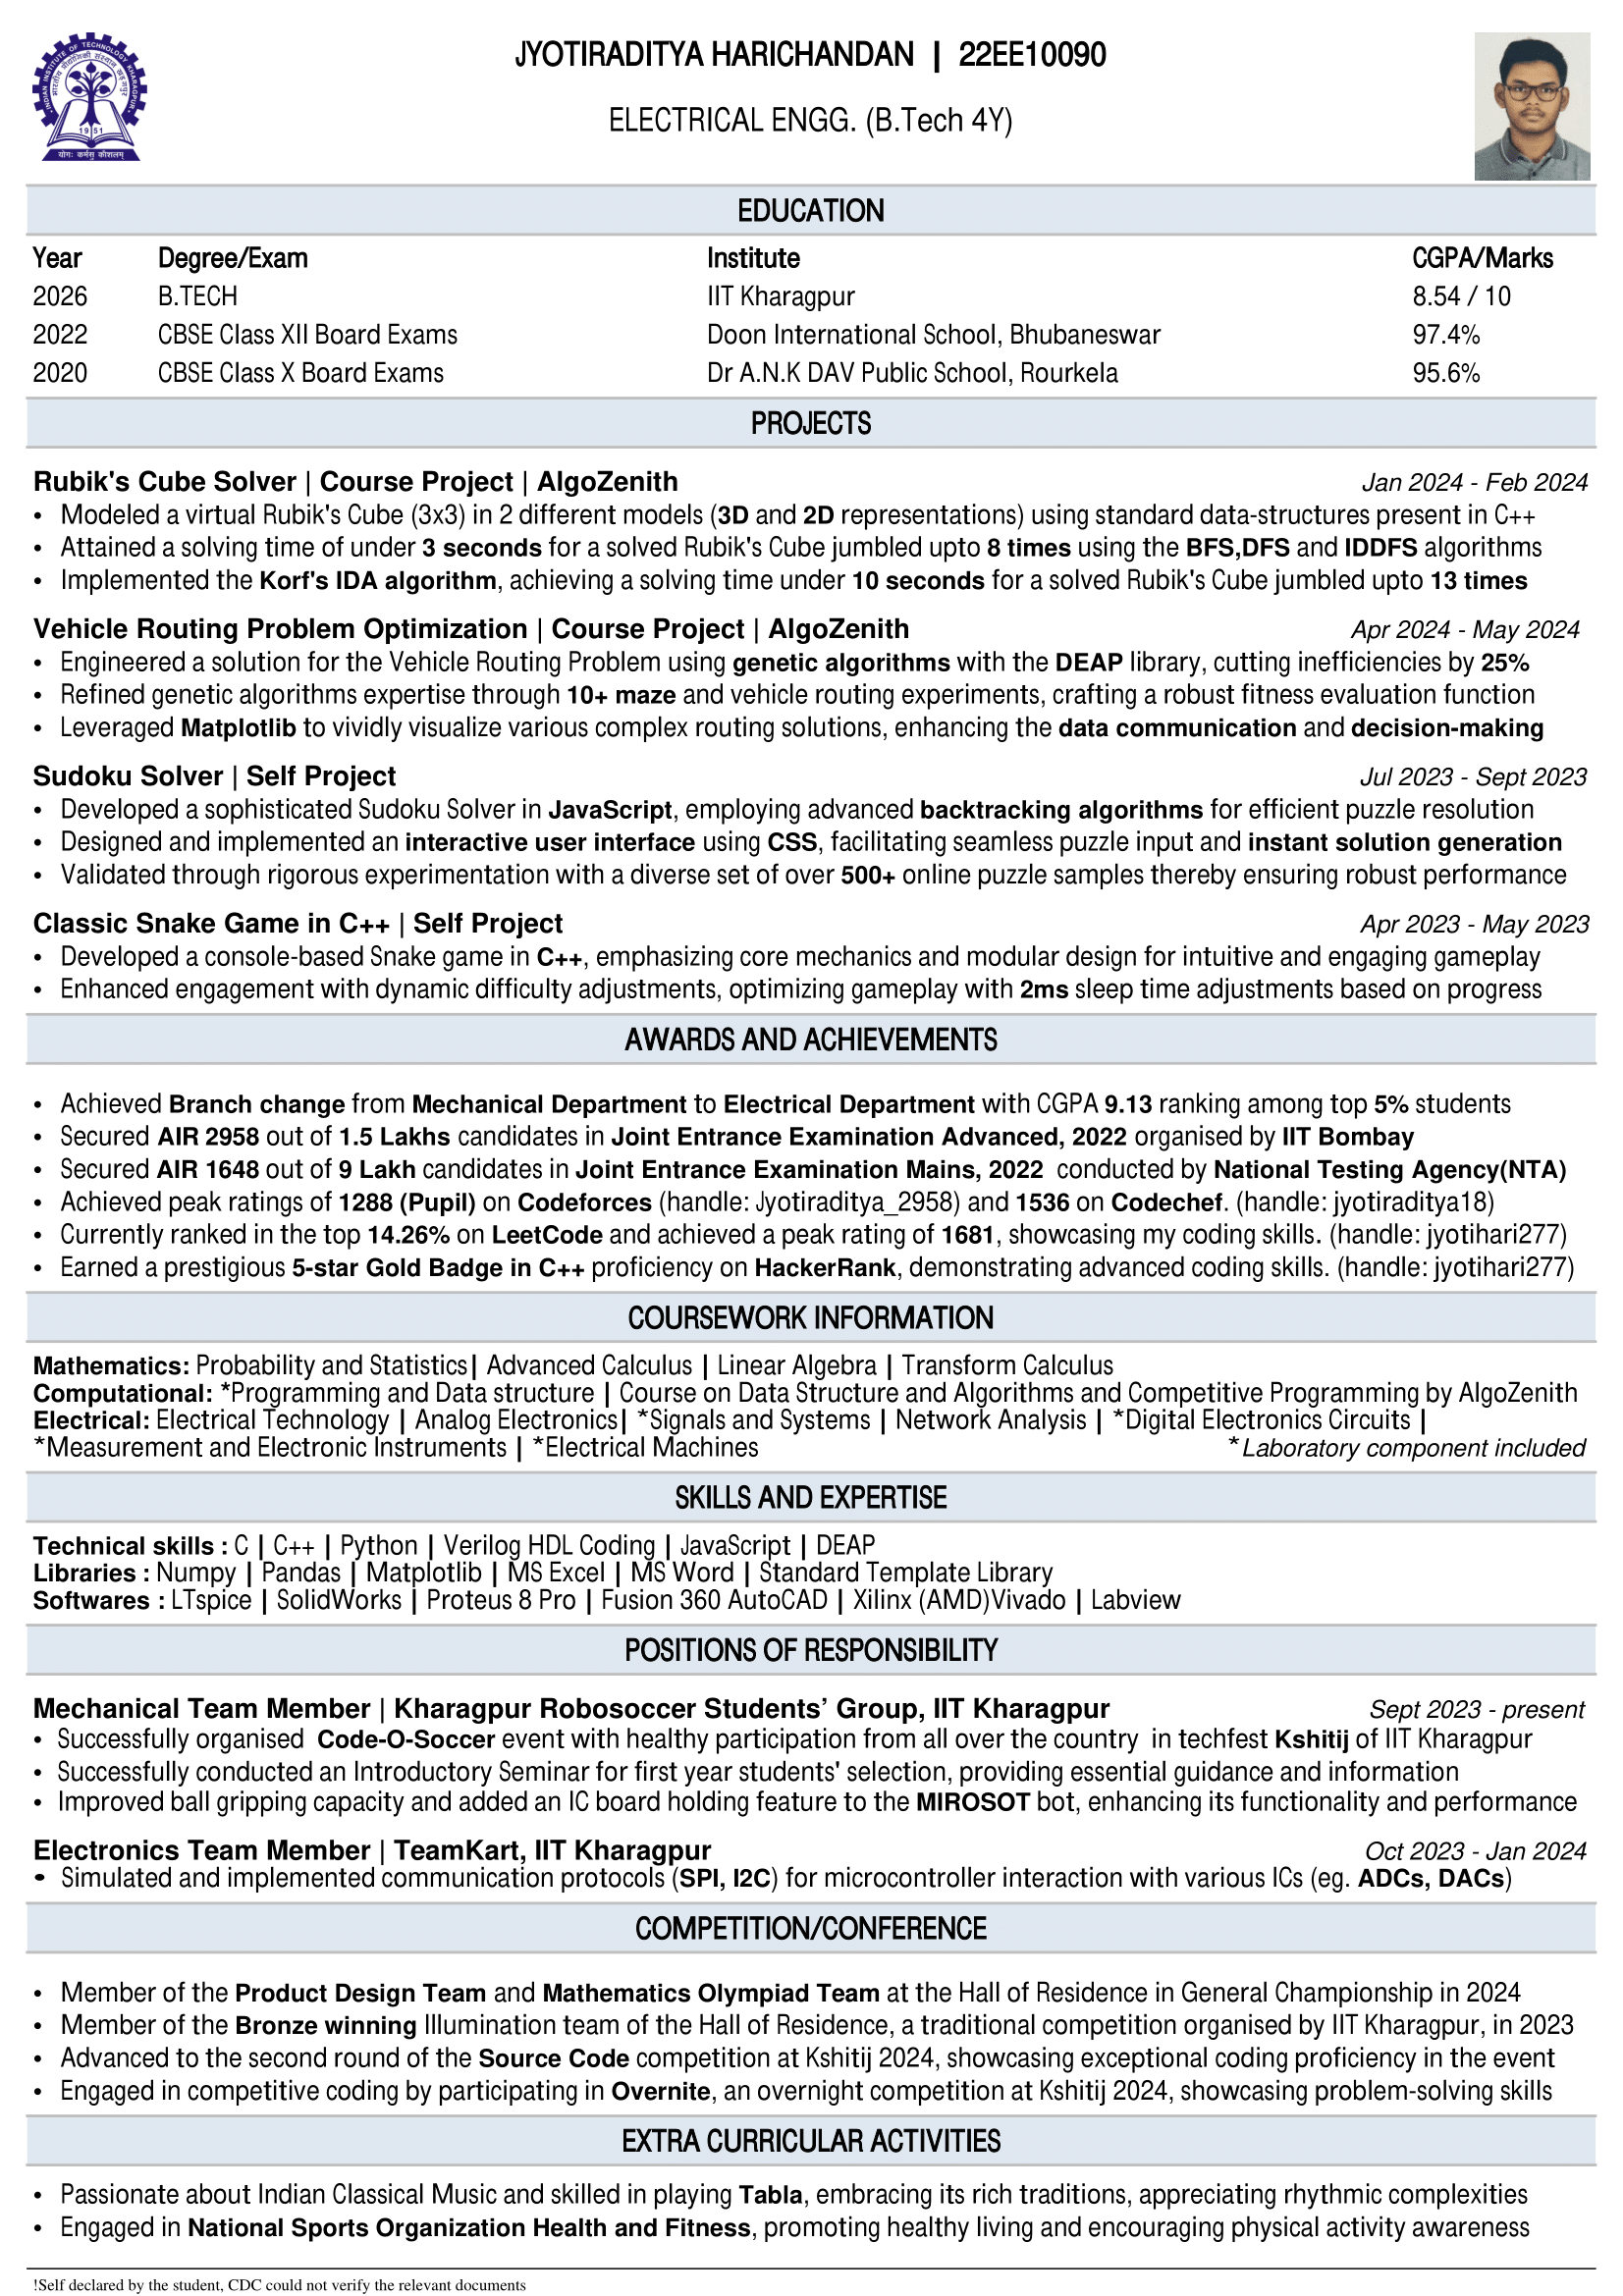 INDIAN INSTITUTE OF TECHNOLOGY KHARAGPUR
1951
योगः कर्मसु कौशलम्
JYOTIRADITYA HARICHANDAN | 22EE10090
ELECTRICAL ENGG. (B.Tech 4Y)
EDUCATION
Year Degree/Exam Institute CGPA/Marks
2026 B.TECH IIT Kharagpur 8.54 / 10
2022 CBSE Class XII Board Exams Doon International School, Bhubaneswar 97.4%
2020 CBSE Class X Board Exams Dr A.N.K DAV Public School, Rourkela 95.6%
PROJECTS
Rubik's Cube Solver | Course Project | AlgoZenith Jan 2024 - Feb 2024
• Modeled a virtual Rubik's Cube (3x3) in 2 different models (3D and 2D representations) using standard data-structures present in C++
• Attained a solving time of under 3 seconds for a solved Rubik's Cube jumbled upto 8 times using the BFS,DFS and IDDFS algorithms
• Implemented the Korf's IDA algorithm, achieving a solving time under 10 seconds for a solved Rubik's Cube jumbled upto 13 times
Vehicle Routing Problem Optimization | Course Project | AlgoZenith Apr 2024 - May 2024
• Engineered a solution for the Vehicle Routing Problem using genetic algorithms with the DEAP library, cutting inefficiencies by 25%
• Refined genetic algorithms expertise through 10+ maze and vehicle routing experiments, crafting a robust fitness evaluation function
• Leveraged Matplotlib to vividly visualize various complex routing solutions, enhancing the data communication and decision-making
Sudoku Solver | Self Project Jul 2023 - Sept 2023
• Developed a sophisticated Sudoku Solver in JavaScript, employing advanced backtracking algorithms for efficient puzzle resolution
• Designed and implemented an interactive user interface using CSS, facilitating seamless puzzle input and instant solution generation
• Validated through rigorous experimentation with a diverse set of over 500+ online puzzle samples thereby ensuring robust performance
Classic Snake Game in C++ | Self Project Apr 2023 - May 2023
• Developed a console-based Snake game in C++, emphasizing core mechanics and modular design for intuitive and engaging gameplay
• Enhanced engagement with dynamic difficulty adjustments, optimizing gameplay with 2ms sleep time adjustments based on progress
AWARDS AND ACHIEVEMENTS
• Achieved Branch change from Mechanical Department to Electrical Department with CGPA 9.13 ranking among top 5% students
• Secured AIR 2958 out of 1.5 Lakhs candidates in Joint Entrance Examination Advanced, 2022 organised by IIT Bombay
• Secured AIR 1648 out of 9 Lakh candidates in Joint Entrance Examination Mains, 2022 conducted by National Testing Agency(NTA)
• Achieved peak ratings of 1288 (Pupil) on Codeforces (handle: Jyotiraditya_2958) and 1536 on Codechef. (handle: jyotiraditya18)
• Currently ranked in the top 14.26% on LeetCode and achieved a peak rating of 1681, showcasing my coding skills. (handle: jyotihari277)
• Earned a prestigious 5-star Gold Badge in C++ proficiency on HackerRank, demonstrating advanced coding skills. (handle: jyotihari277)
COURSEWORK INFORMATION
Mathematics: Probability and Statistics| Advanced Calculus | Linear Algebra | Transform Calculus
Computational: *Programming and Data structure | Course on Data Structure and Algorithms and Competitive Programming by AlgoZenith
Electrical: Electrical Technology | Analog Electronics| *Signals and Systems | Network Analysis | *Digital Electronics Circuits |
*Measurement and Electronic Instruments | *Electrical Machines *Laboratory component included
SKILLS AND EXPERTISE
Technical skills : C | C++ | Python | Verilog HDL Coding | JavaScript | DEAP
Libraries : Numpy | Pandas | Matplotlib | MS Excel | MS Word | Standard Template Library
Softwares : LTspice | SolidWorks | Proteus 8 Pro | Fusion 360 AutoCAD | Xilinx (AMD)Vivado | Labview
POSITIONS OF RESPONSIBILITY
Mechanical Team Member | Kharagpur Robosoccer Students’ Group, IIT Kharagpur Sept 2023 - present
• Successfully organised Code-O-Soccer event with healthy participation from all over the country in techfest Kshitij of IIT Kharagpur
• Successfully conducted an Introductory Seminar for first year students' selection, providing essential guidance and information
• Improved ball gripping capacity and added an IC board holding feature to the MIROSOT bot, enhancing its functionality and performance
Electronics Team Member | TeamKart, IIT Kharagpur Oct 2023 - Jan 2024
• Simulated and implemented communication protocols (SPI, I2C) for microcontroller interaction with various ICs (eg. ADCs, DACs)
COMPETITION/CONFERENCE
• Member of the Product Design Team and Mathematics Olympiad Team at the Hall of Residence in General Championship in 2024
• Member of the Bronze winning Illumination team of the Hall of Residence, a traditional competition organised by IIT Kharagpur, in 2023
• Advanced to the second round of the Source Code competition at Kshitij 2024, showcasing exceptional coding proficiency in the event
• Engaged in competitive coding by participating in Overnite, an overnight competition at Kshitij 2024, showcasing problem-solving skills
EXTRA CURRICULAR ACTIVITIES
• Passionate about Indian Classical Music and skilled in playing Tabla, embracing its rich traditions, appreciating rhythmic complexities
• Engaged in National Sports Organization Health and Fitness, promoting healthy living and encouraging physical activity awareness
!Self declared by the student, CDC could not verify the relevant documents